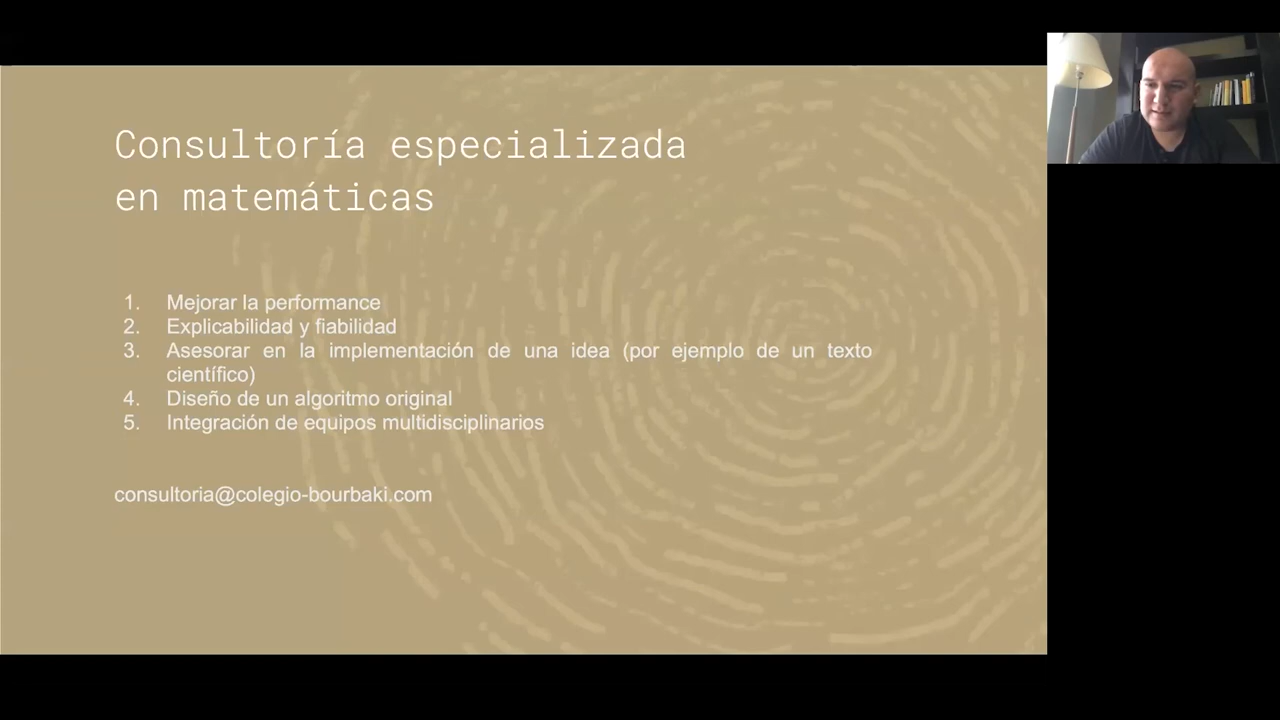 Consultoría especializada
en matemáticas
1. Mejorar la performance
2. Explicabilidad y fiabilidad
3. Asesorar en la implementación de una idea (por ejemplo de un texto
científico)
4. Diseño de un algoritmo original
5. Integración de equipos multidisciplinarios
consultoria@colegio-bourbaki.com